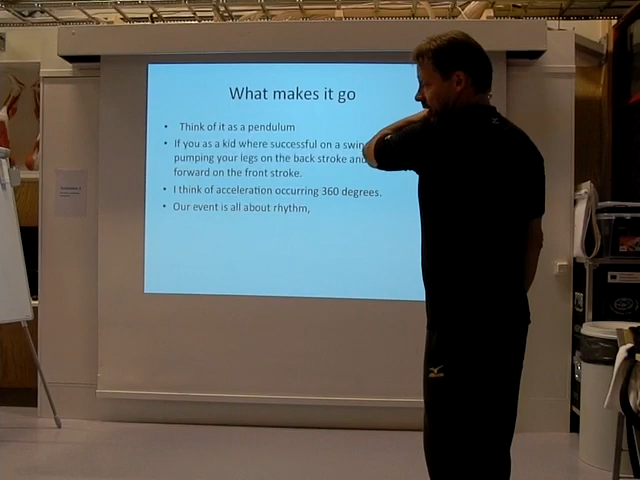 What makes it go
• Think of it as a pendulum
• If you as a kid where successful on a swin
pumping your legs on the back stroke and
forward on the front stroke.
• I think of acceleration occurring 360 degrees.
• Our event is all about rhythm,